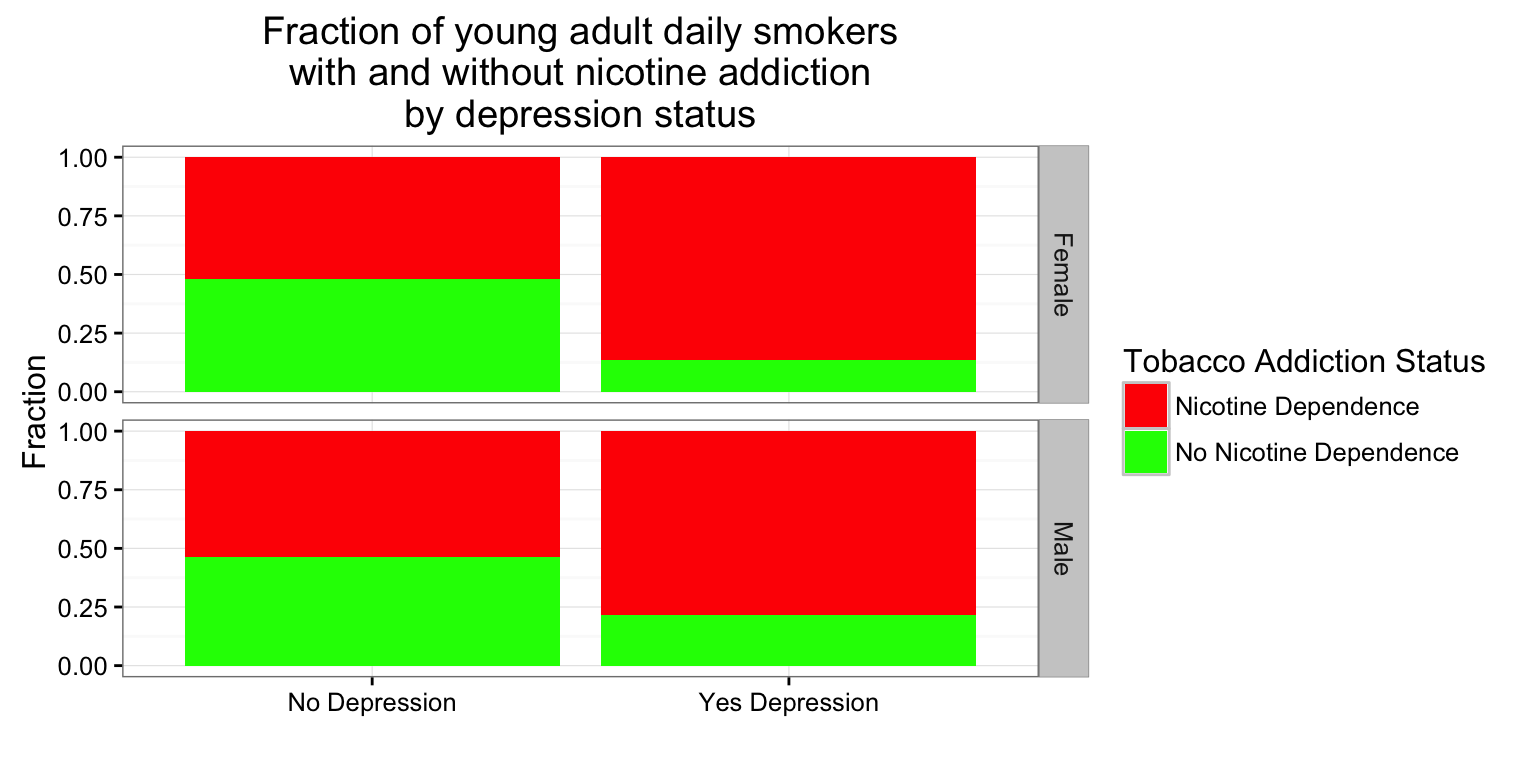 Fraction of young adult daily smokers
with and without nicotine addiction
by depression status
Fraction
1.00
0.75
0.50
0.25
0.00
Female
1.00
0.75
0.50
0.25
0.00
Male
No Depression
Yes Depression
Tobacco Addiction Status
Nicotine Dependence
No Nicotine Dependence